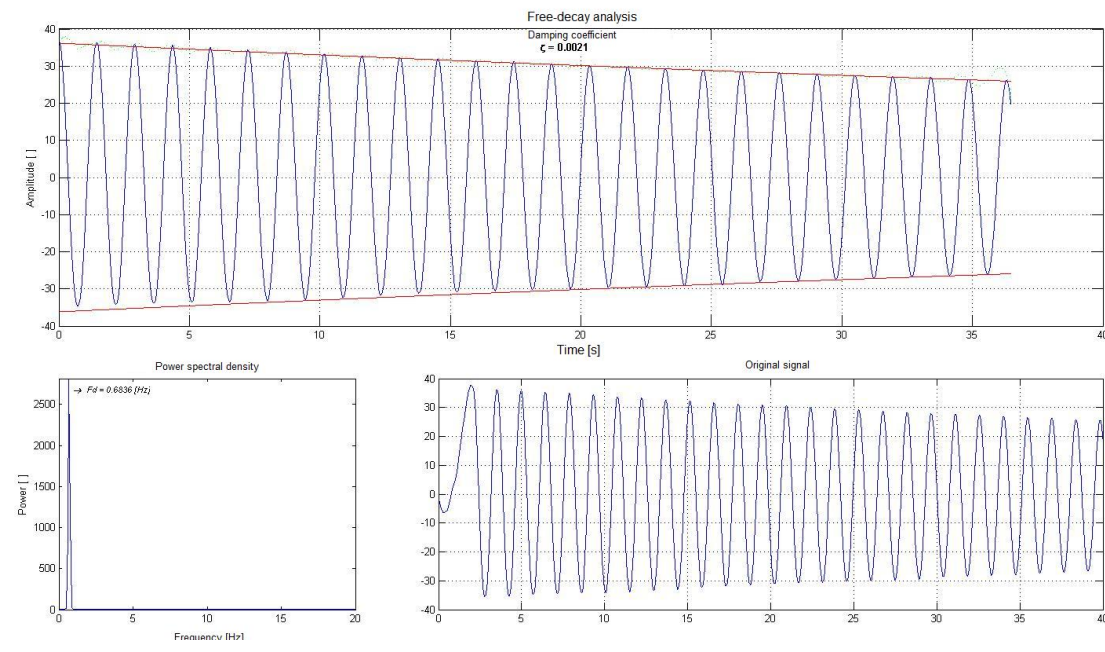 Free-decay analysis
Damping coefficient
ζ = 0.0021
Amplitude [ ]
40
30
20
10
0
-10
-20
-30
-40
0 5 10 15 20 25 30 35 40
Time [s]
Power spectral density
→ Fd = 0.6836 [Hz]
Power [ ]
2500
2000
1500
1000
500
0
0 5 10 15 20
Frequency [Hz]
Original signal
40
30
20
10
0
-10
-20
-30
-40
0 5 10 15 20 25 30 35 40